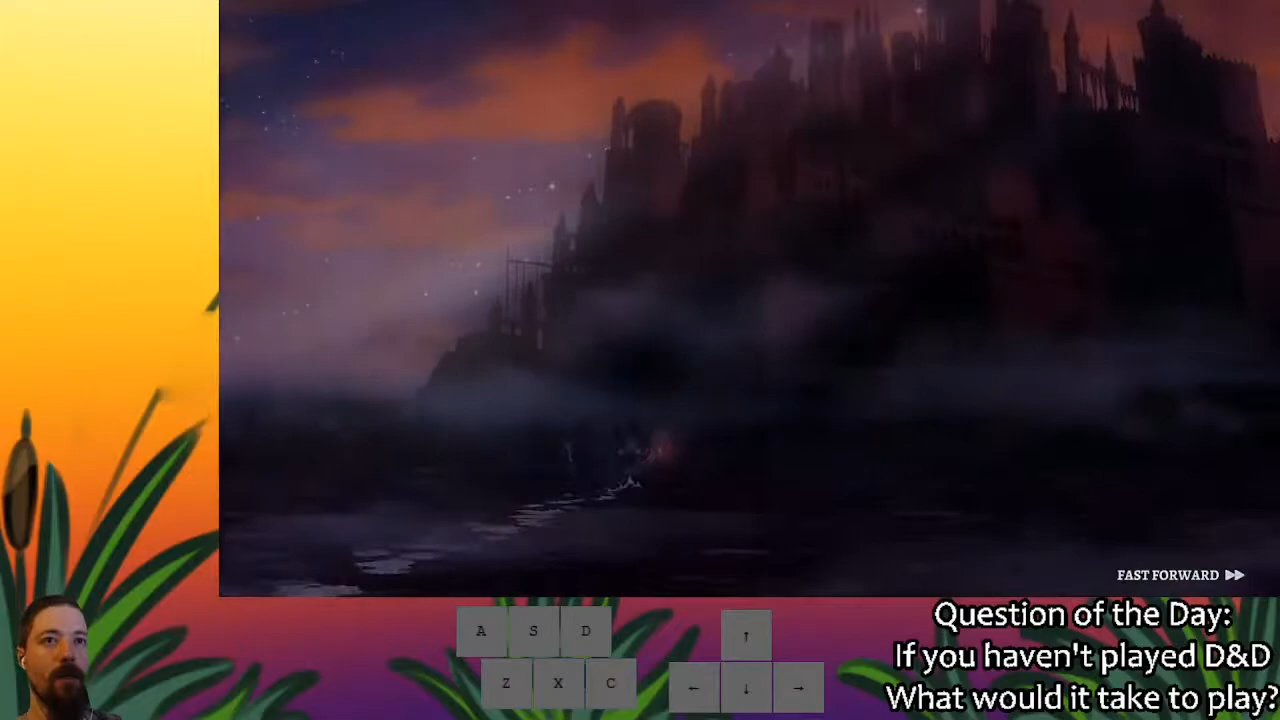 FAST FORWARD
A S D
↑
Z X C
← ↓ →
Question of the Day:
If you haven't played D&D
What would it take to play?